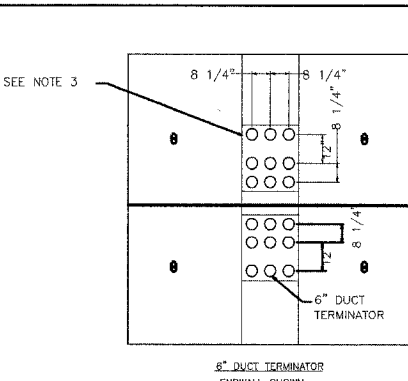 SEE NOTE 3
8 1/4"
8 1/4"
8 1/4"
12"
8 1/4"
12"
6" DUCT
TERMINATOR
6" DUCT TERMINATOR